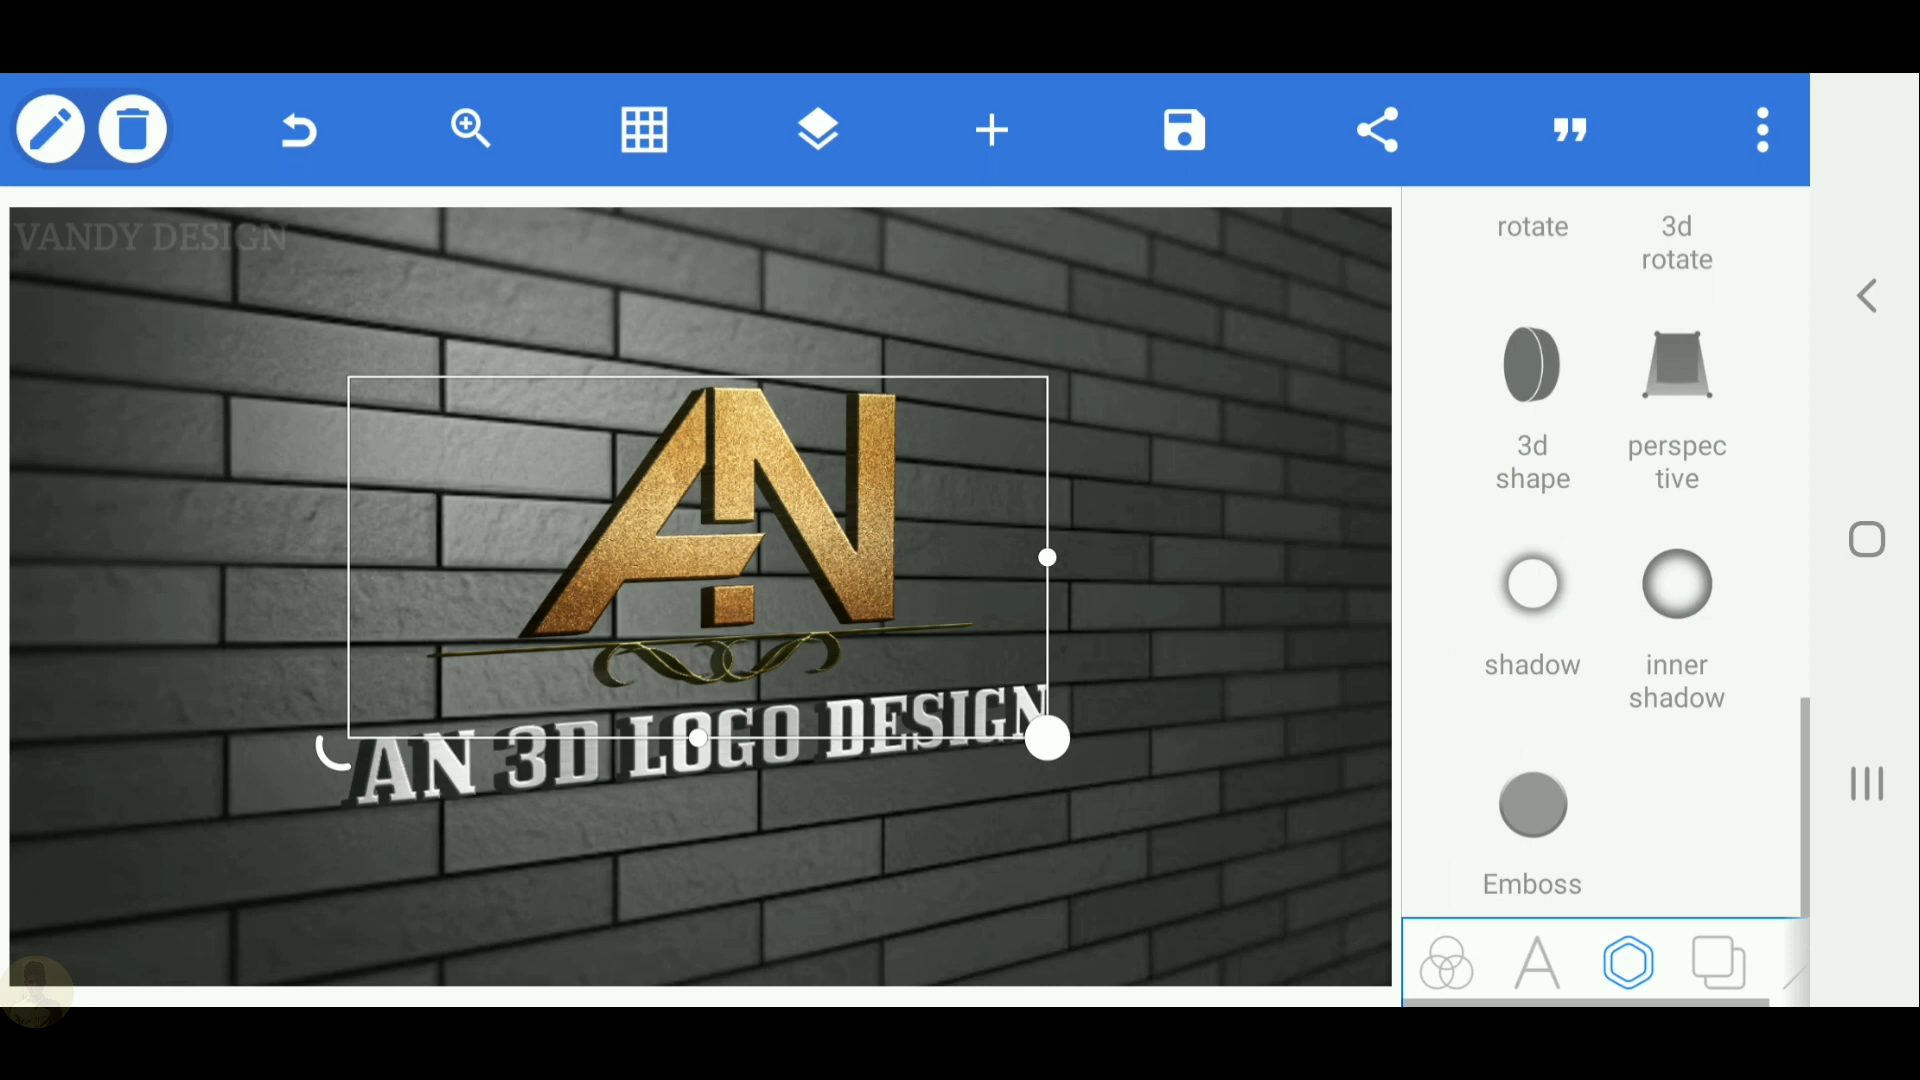 VANDY DESIGN
rotate
3d
rotate
AN
3d
shape
perspec
tive
shadow
inner
shadow
AN 3D LOGO DESIGN
Emboss